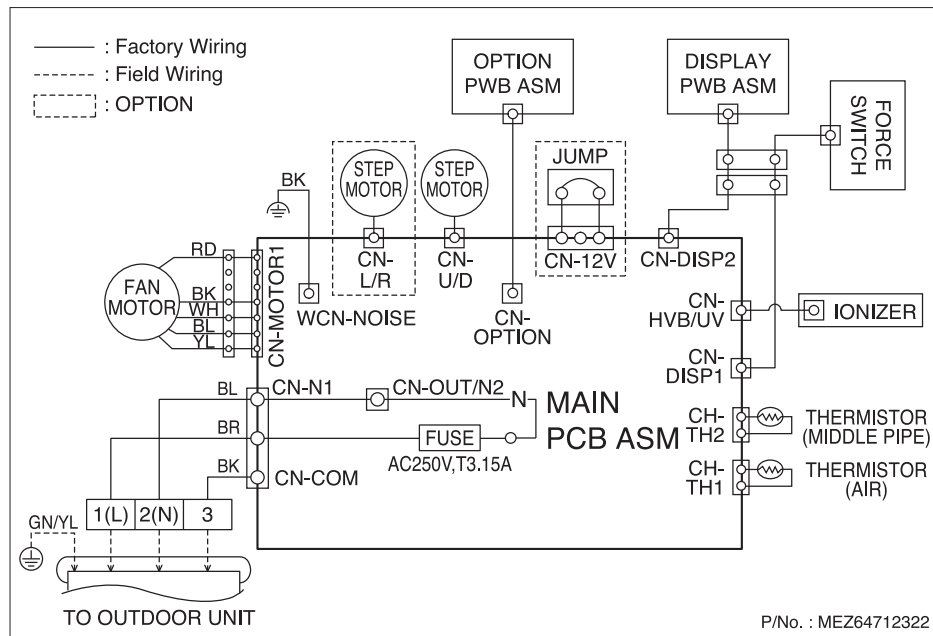 : Factory Wiring
: Field Wiring
: OPTION
OPTION
PWB ASM
DISPLAY
PWB ASM
FORCE
SWITCH
BK
STEP
MOTOR
STEP
MOTOR
JUMP
RD
BK
WH
BL
YL
FAN
MOTOR
CN-MOTOR1
WCN-NOISE
CN-
L/R
CN-
U/D
CN-
OPTION
CN-12V
CN-DISP2
CN-
HVB/UV
IONIZER
CN-
DISP1
BL
CN-N1
CN-OUT/N2
N
MAIN
PCB ASM
BR
FUSE
AC250V,T3.15A
BK
CN-COM
CH-
TH2
THERMISTOR
(MIDDLE PIPE)
CH-
TH1
THERMISTOR
(AIR)
1(L) 2(N) 3
GN/YL
TO OUTDOOR UNIT
P/No. : MEZ64712322